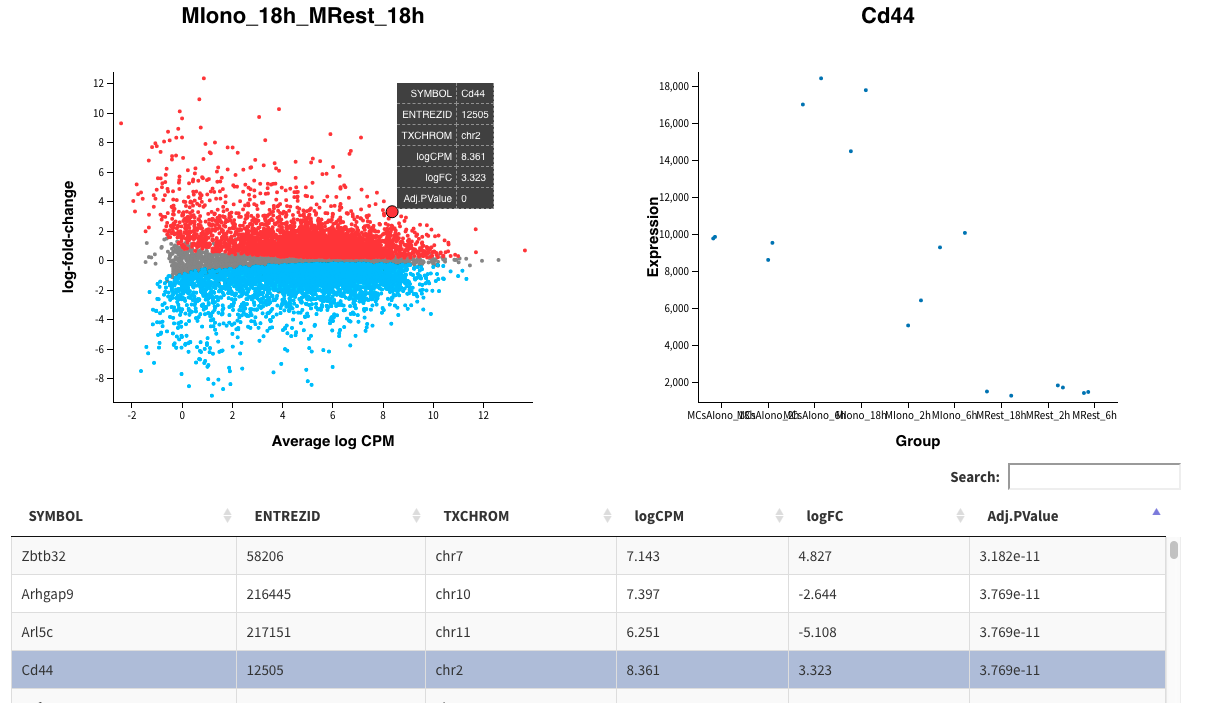 MIono_18h_MRest_18h
12
10
8
6
4
2
0
-2
-4
-6
-8
log-fold-change
-2
0
2
4
6
8
10
12
Average log CPM
SYMBOL Cd44
ENTREZID 12505
TXCHROM chr2
logCPM 8.361
logFC 3.323
Adj.PValue 0
Cd44
18,000
16,000
14,000
12,000
10,000
8,000
6,000
4,000
2,000
Expression
MIono_2h
MIono_6h
MRest_18h
MRest_2h
MRest_6h
Group
Search:
SYMBOL ENTREZID TXCHROM logCPM logFC Adj.PValue
Zbtb32 58206 chr7 7.143 4.827 3.182e-11
Arhgap9 216445 chr10 7.397 -2.644 3.769e-11
Arl5c 217151 chr11 6.251 -5.108 3.769e-11
Cd44 12505 chr2 8.361 3.323 3.769e-11